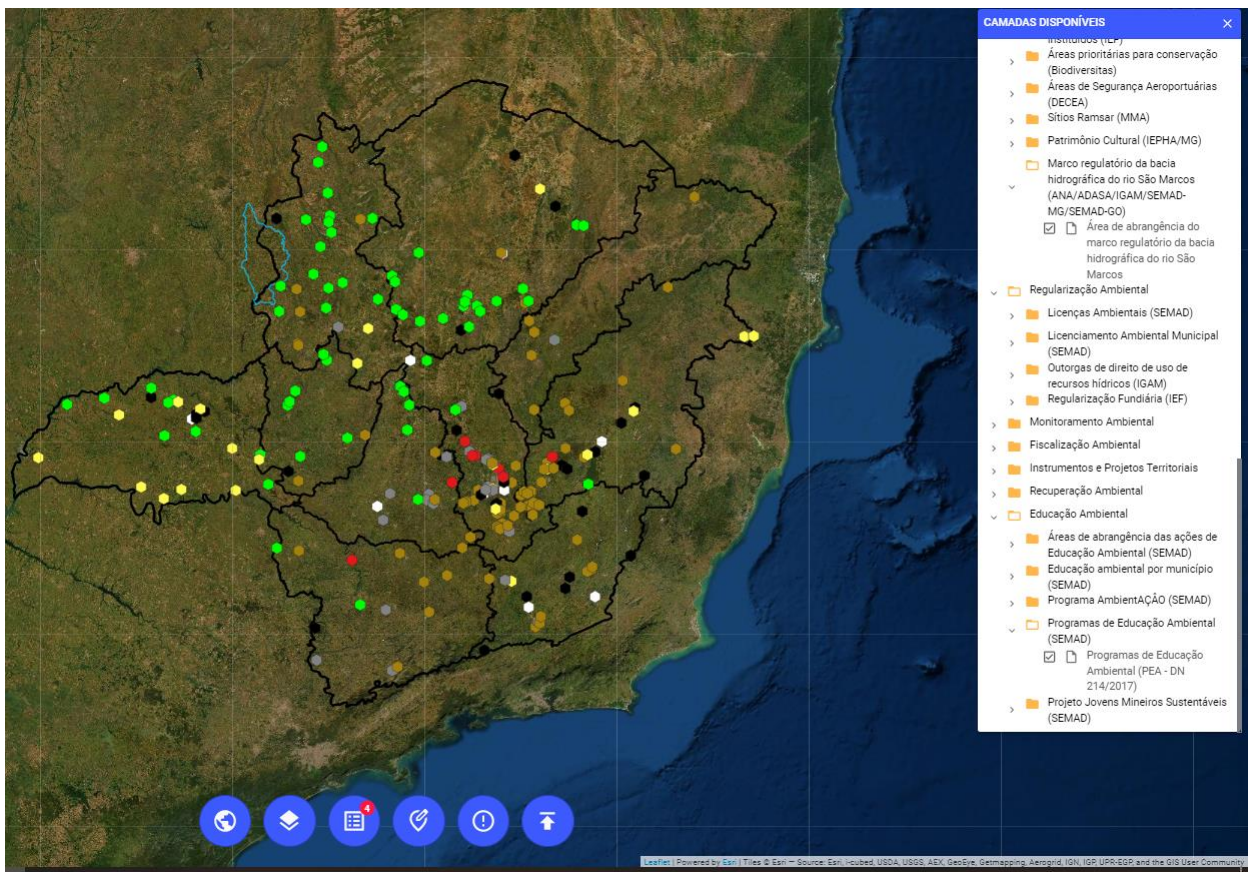 CAMADAS DISPONÍVEIS
Instituídos (IEF)
Áreas prioritárias para conservação
(Biodiversitas)
Áreas de Segurança Aeroportuárias
(DECEA)
Sítios Ramsar (MMA)
Patrimônio Cultural (IEPHA/MG)
Marco regulatório da bacia
hidrográfica do rio São Marcos
(ANA/ADASA/IGAM/SEMAD-
MG/SEMAD-GO)
Área de abrangência do
marco regulatório da bacia
hidrográfica do rio São
Marcos
Regularização Ambiental
Licenças Ambientais (SEMAD)
Licenciamento Ambiental Municipal
(SEMAD)
Outorgas de direito de uso de
recursos hídricos (IGAM)
Regularização Fundiária (IEF)
Monitoramento Ambiental
Fiscalização Ambiental
Instrumentos e Projetos Territoriais
Recuperação Ambiental
Educação Ambiental
Áreas de abrangência das ações de
Educação Ambiental (SEMAD)
Educação ambiental por município
(SEMAD)
Programa AmbientAÇÃO (SEMAD)
Programas de Educação Ambiental
(SEMAD)
Programas de Educação
Ambiental (PEA - DN
214/2017)
Projeto Jovens Mineiros Sustentáveis
(SEMAD)
4
Leaflet | Powered by Esri | Tiles © Esri — Source: Esri, i-cubed, USDA, USGS, AEX, GeoEye, Getmapping, Aerogrid, IGN, IGP, UPR-EGP, and the GIS User Community